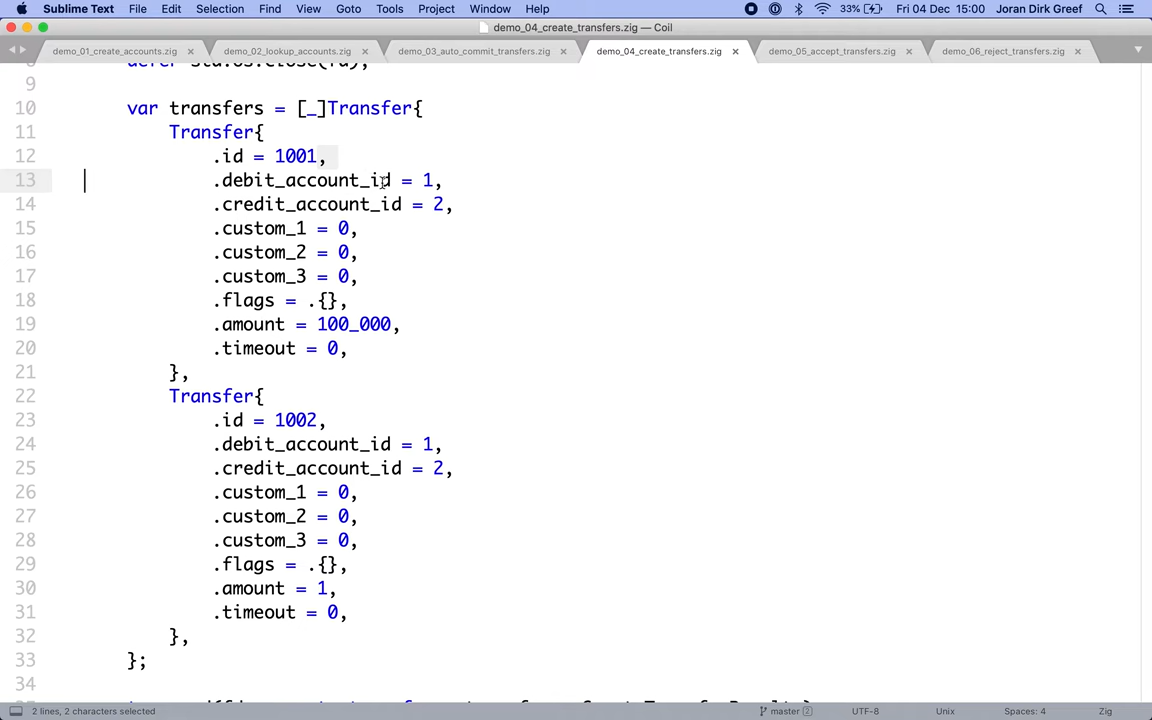 Sublime Text File Edit Selection Find View Goto Tools Project Window Help 33% Fri 04 Dec 15:00 Joran Dirk Greef
demo_04_create_transfers.zig — Coil
demo_01_create_accounts.zig × demo_02_lookup_accounts.zig × demo_03_auto_commit_transfers.zig × demo_04_create_transfers.zig × demo_05_accept_transfers.zig × demo_06_reject_transfers.zig ×
9
10 var transfers = [_]Transfer{
11 Transfer{
12 .id = 1001,
13 .debit_account_id = 1,
14 .credit_account_id = 2,
15 .custom_1 = 0,
16 .custom_2 = 0,
17 .custom_3 = 0,
18 .flags = .{},
19 .amount = 100_000,
20 .timeout = 0,
21 },
22 Transfer{
23 .id = 1002,
24 .debit_account_id = 1,
25 .credit_account_id = 2,
26 .custom_1 = 0,
27 .custom_2 = 0,
28 .custom_3 = 0,
29 .flags = .{},
30 .amount = 1,
31 .timeout = 0,
32 },
33 };
34
2 lines, 2 characters selected master 2 UTF-8 Unix Spaces: 4 Zig